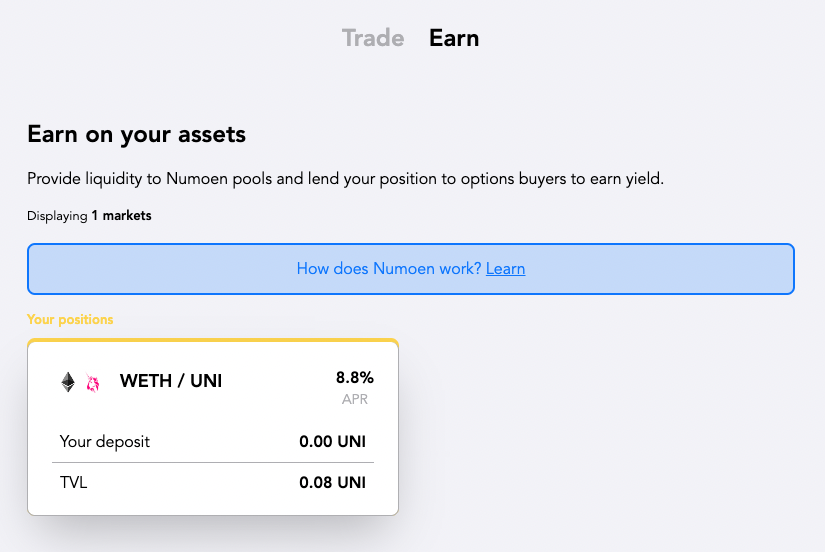 Trade Earn
Earn on your assets
Provide liquidity to Numoen pools and lend your position to options buyers to earn yield.
Displaying 1 markets
How does Numoen work? Learn
Your positions
WETH / UNI 8.8%
APR
Your deposit 0.00 UNI
TVL 0.08 UNI